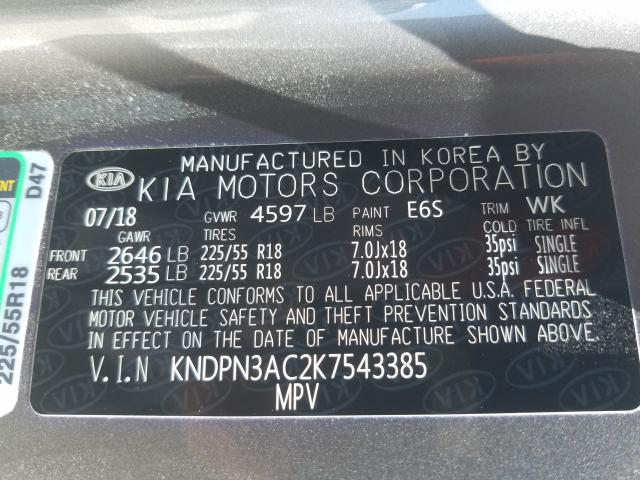 MANUFACTURED IN KOREA BY
KIA KIA MOTORS CORPORATION
07/18 GVWR 4597 LB PAINT E6S TRIM WK
GAWR TIRES RIMS COLD TIRE INFL
FRONT 2646 LB 225/55 R18 7.0Jx18 35psi SINGLE
REAR 2535 LB 225/55 R18 7.0Jx18 35psi SINGLE
THIS VEHICLE CONFORMS TO ALL APPLICABLE U.S.A. FEDERAL
MOTOR VEHICLE SAFETY AND THEFT PREVENTION STANDARDS
IN EFFECT ON THE DATE OF MANUFACTURE SHOWN ABOVE.
V.I.N KNDPN3AC2K7543385
MPV
D47
225/55R18